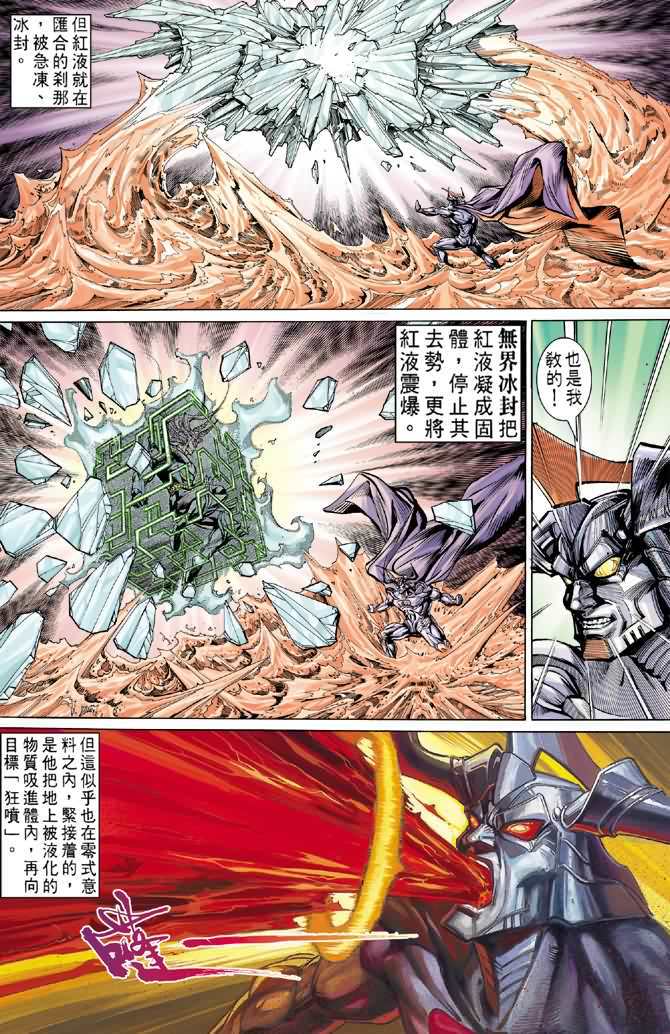 但紅液就在
匯合的剎那
，被急凍、
冰封。
無界冰封把
紅液凝成固
體，停止其
去勢，更將
紅液震爆。
也是我
教的！
但這似乎也在零式意
料之內，緊接着的，
是他把地上被液化的
物質吸進體內，再向
目標「狂噴」。